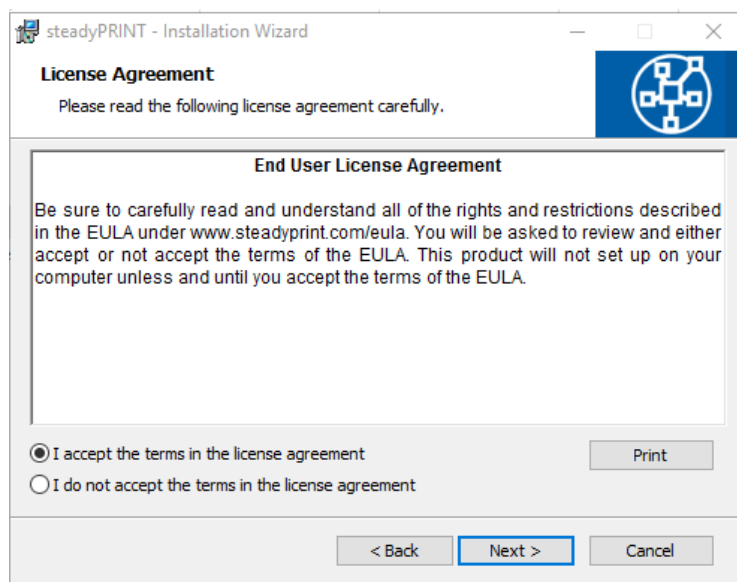 steadyPRINT - Installation Wizard
License Agreement
Please read the following license agreement carefully.
End User License Agreement
Be sure to carefully read and understand all of the rights and restrictions described
in the EULA under www.steadyprint.com/eula. You will be asked to review and either
accept or not accept the terms of the EULA. This product will not set up on your
computer unless and until you accept the terms of the EULA.
I accept the terms in the license agreement
Print
I do not accept the terms in the license agreement
< Back
Next >
Cancel